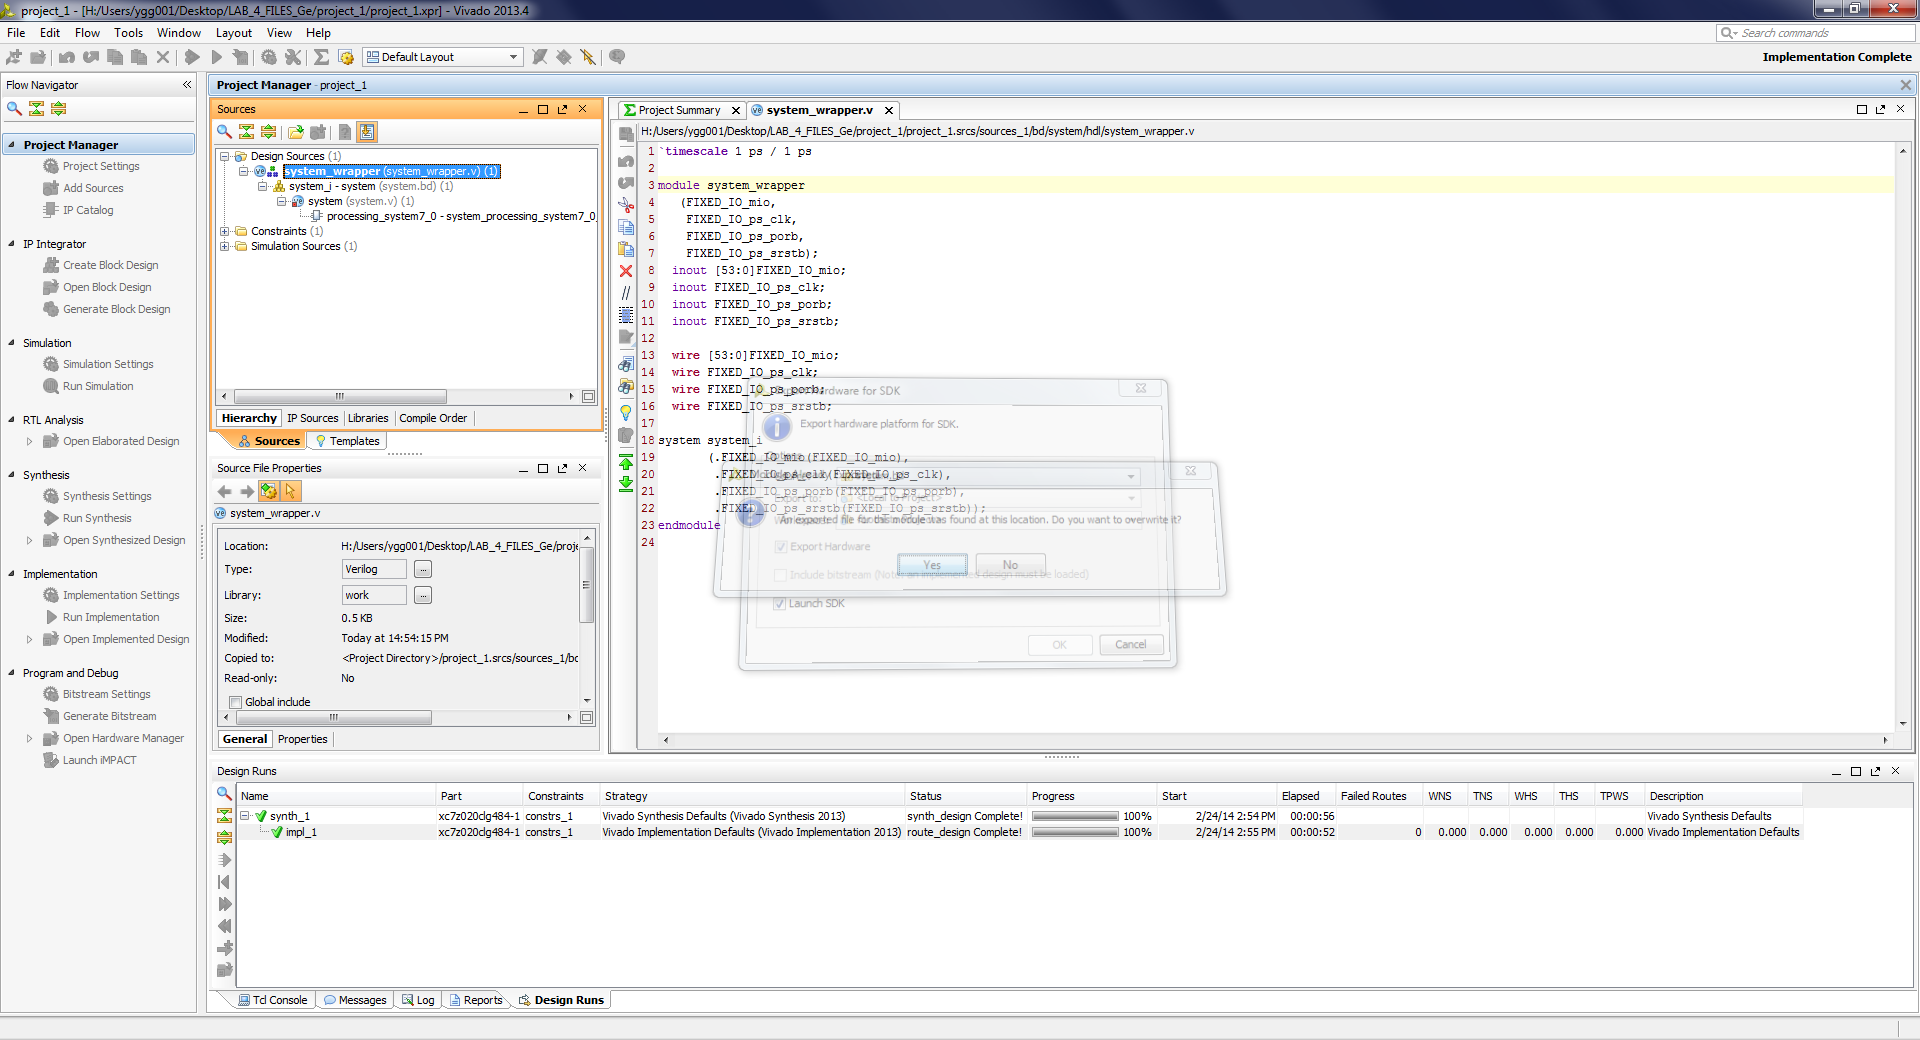 project_1 - [H:/Users/ygg001/Desktop/LAB_4_FILES_Ge/project_1/project_1.xpr] - Vivado 2013.4
File Edit Flow Tools Window Layout View Help
Search commands
Default Layout
Implementation Complete
Flow Navigator
Project Manager
Project Settings
Add Sources
IP Catalog
IP Integrator
Create Block Design
Open Block Design
Generate Block Design
Simulation
Simulation Settings
Run Simulation
RTL Analysis
Open Elaborated Design
Synthesis
Synthesis Settings
Run Synthesis
Open Synthesized Design
Implementation
Implementation Settings
Run Implementation
Open Implemented Design
Program and Debug
Bitstream Settings
Generate Bitstream
Open Hardware Manager
Launch iMPACT
Project Manager - project_1
Sources
Design Sources (1)
system_wrapper (system_wrapper.v) (1)
system_i - system (system.bd) (1)
system (system.v) (1)
processing_system7_0 - system_processing_system7_0_
Constraints (1)
Simulation Sources (1)
Hierarchy IP Sources Libraries Compile Order
Sources Templates
Source File Properties
system_wrapper.v
Location: H:/Users/ygg001/Desktop/LAB_4_FILES_Ge/proje
Type: Verilog ...
Library: work ...
Size: 0.5 KB
Modified: Today at 14:54:15 PM
Copied to: <Project Directory>/project_1.srcs/sources_1/bd
Read-only: No
Global include
General Properties
Project Summary system_wrapper.v
H:/Users/ygg001/Desktop/LAB_4_FILES_Ge/project_1/project_1.srcs/sources_1/bd/system/hdl/system_wrapper.v
1 `timescale 1 ps / 1 ps
2
3 module system_wrapper
4 (FIXED_IO_mio,
5 FIXED_IO_ps_clk,
6 FIXED_IO_ps_porb,
7 FIXED_IO_ps_srstb);
8 inout [53:0]FIXED_IO_mio;
9 inout FIXED_IO_ps_clk;
10 inout FIXED_IO_ps_porb;
11 inout FIXED_IO_ps_srstb;
12
13 wire [53:0]FIXED_IO_mio;
14 wire FIXED_IO_ps_clk;
15 wire FIXED_IO_ps_porb;
16 wire FIXED_IO_ps_srstb;
17
18 system system_i
19 (.FIXED_IO_mio(FIXED_IO_mio),
20 .FIXED_IO_ps_clk(FIXED_IO_ps_clk),
21 .FIXED_IO_ps_porb(FIXED_IO_ps_porb),
22 .FIXED_IO_ps_srstb(FIXED_IO_ps_srstb));
23 endmodule
24
Export Hardware for SDK
Export hardware platform for SDK.
Export to: <Local to Project>
An exported file for this module was found at this location. Do you want to overwrite it?
Export Hardware
Yes No
Include bitstream (Note: an implemented design must be loaded)
Launch SDK
OK Cancel
Design Runs
Name Part Constraints Strategy Status Progress Start Elapsed Failed Routes WNS TNS WHS THS TPWS Description
synth_1 xc7z020clg484-1 constrs_1 Vivado Synthesis Defaults (Vivado Synthesis 2013) synth_design Complete! 100% 2/24/14 2:54 PM 00:00:56 Vivado Synthesis Defaults
impl_1 xc7z020clg484-1 constrs_1 Vivado Implementation Defaults (Vivado Implementation 2013) route_design Complete! 100% 2/24/14 2:55 PM 00:00:52 0 0.000 0.000 0.000 0.000 0.000 Vivado Implementation Defaults
Tcl Console Messages Log Reports Design Runs